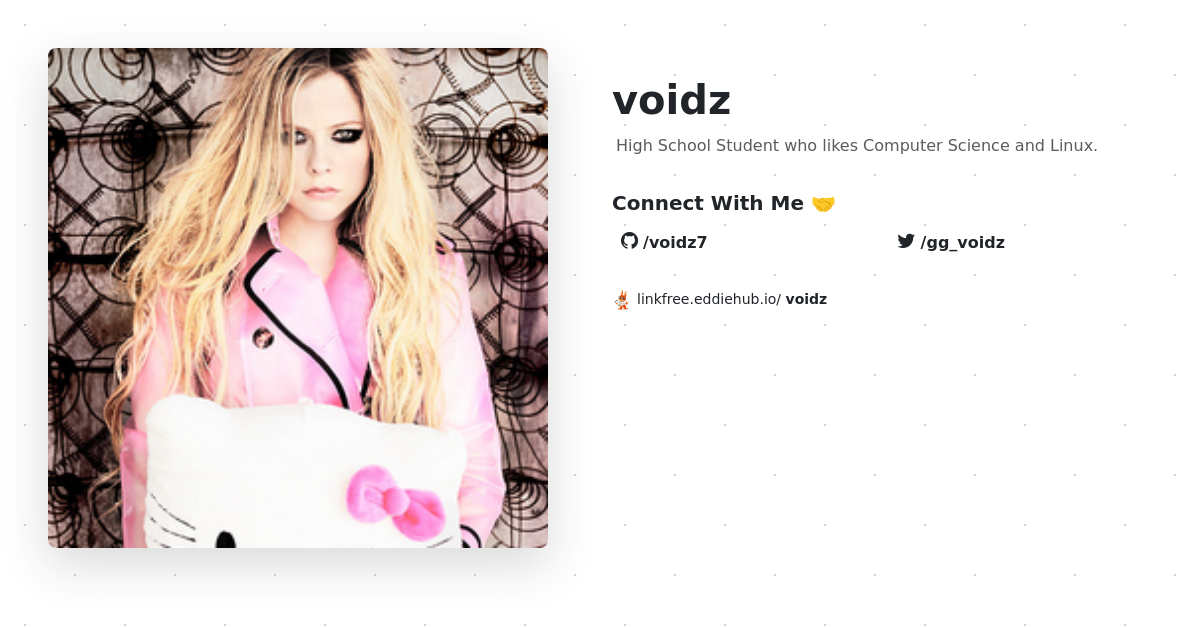 voidz
High School Student who likes Computer Science and Linux.
Connect With Me 🤝
/voidz7
/gg_voidz
linkfree.eddiehub.io/ voidz